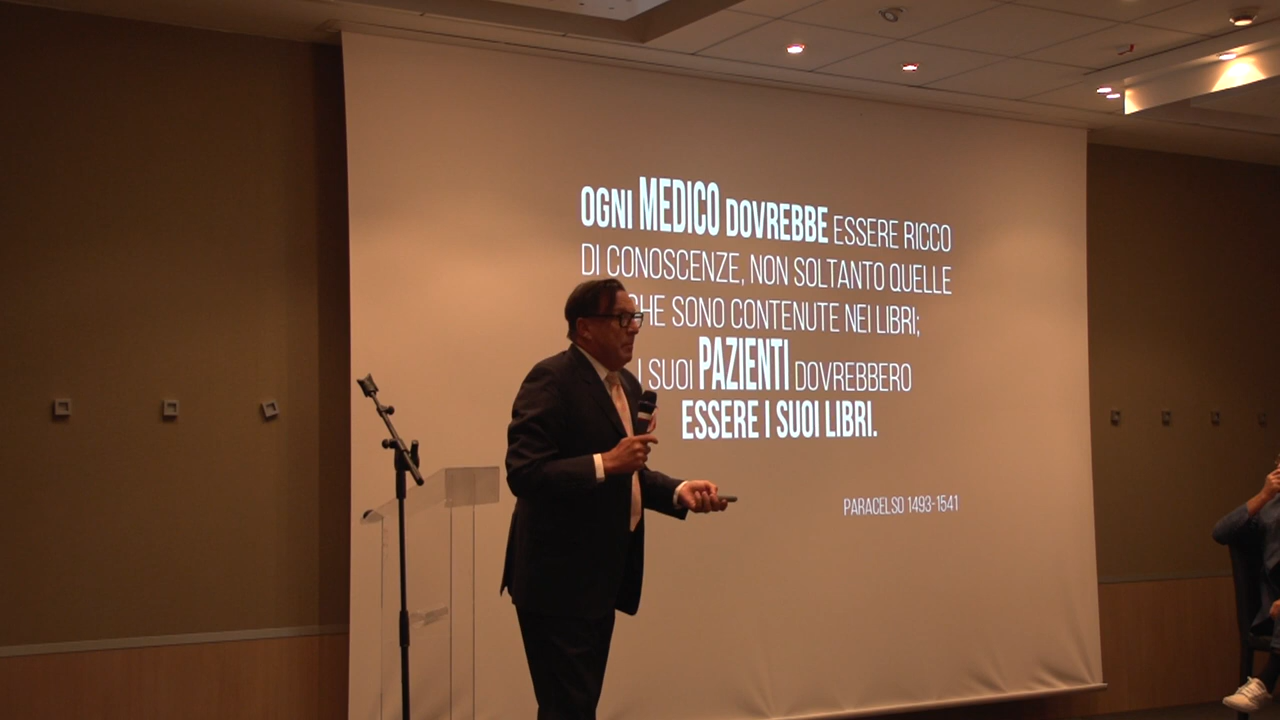 OGNI MEDICO DOVREBBE ESSERE RICCO
DI CONOSCENZE, NON SOLTANTO QUELLE
CHE SONO CONTENUTE NEI LIBRI;
I SUOI PAZIENTI DOVREBBERO
ESSERE I SUOI LIBRI.
PARACELSO 1493-1541